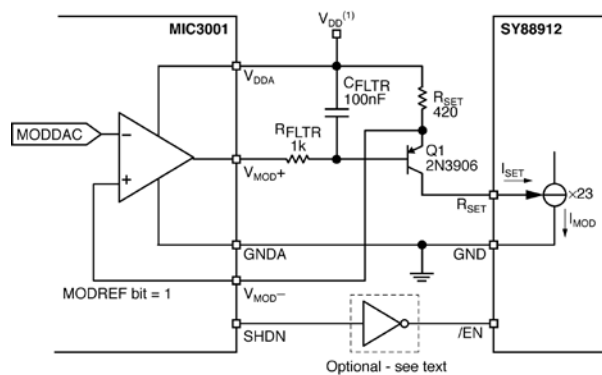 V_DD^(1)
MIC3001
SY88912
V_DDA
C_FLTR
100nF
R_SET
420
MODDAC
R_FLTR
1k
Q1
2N3906
V_MOD+
I_SET
×23
R_SET
I_MOD
GNDA
GND
MODREF bit = 1
V_MOD−
SHDN
/EN
Optional - see text
−
+